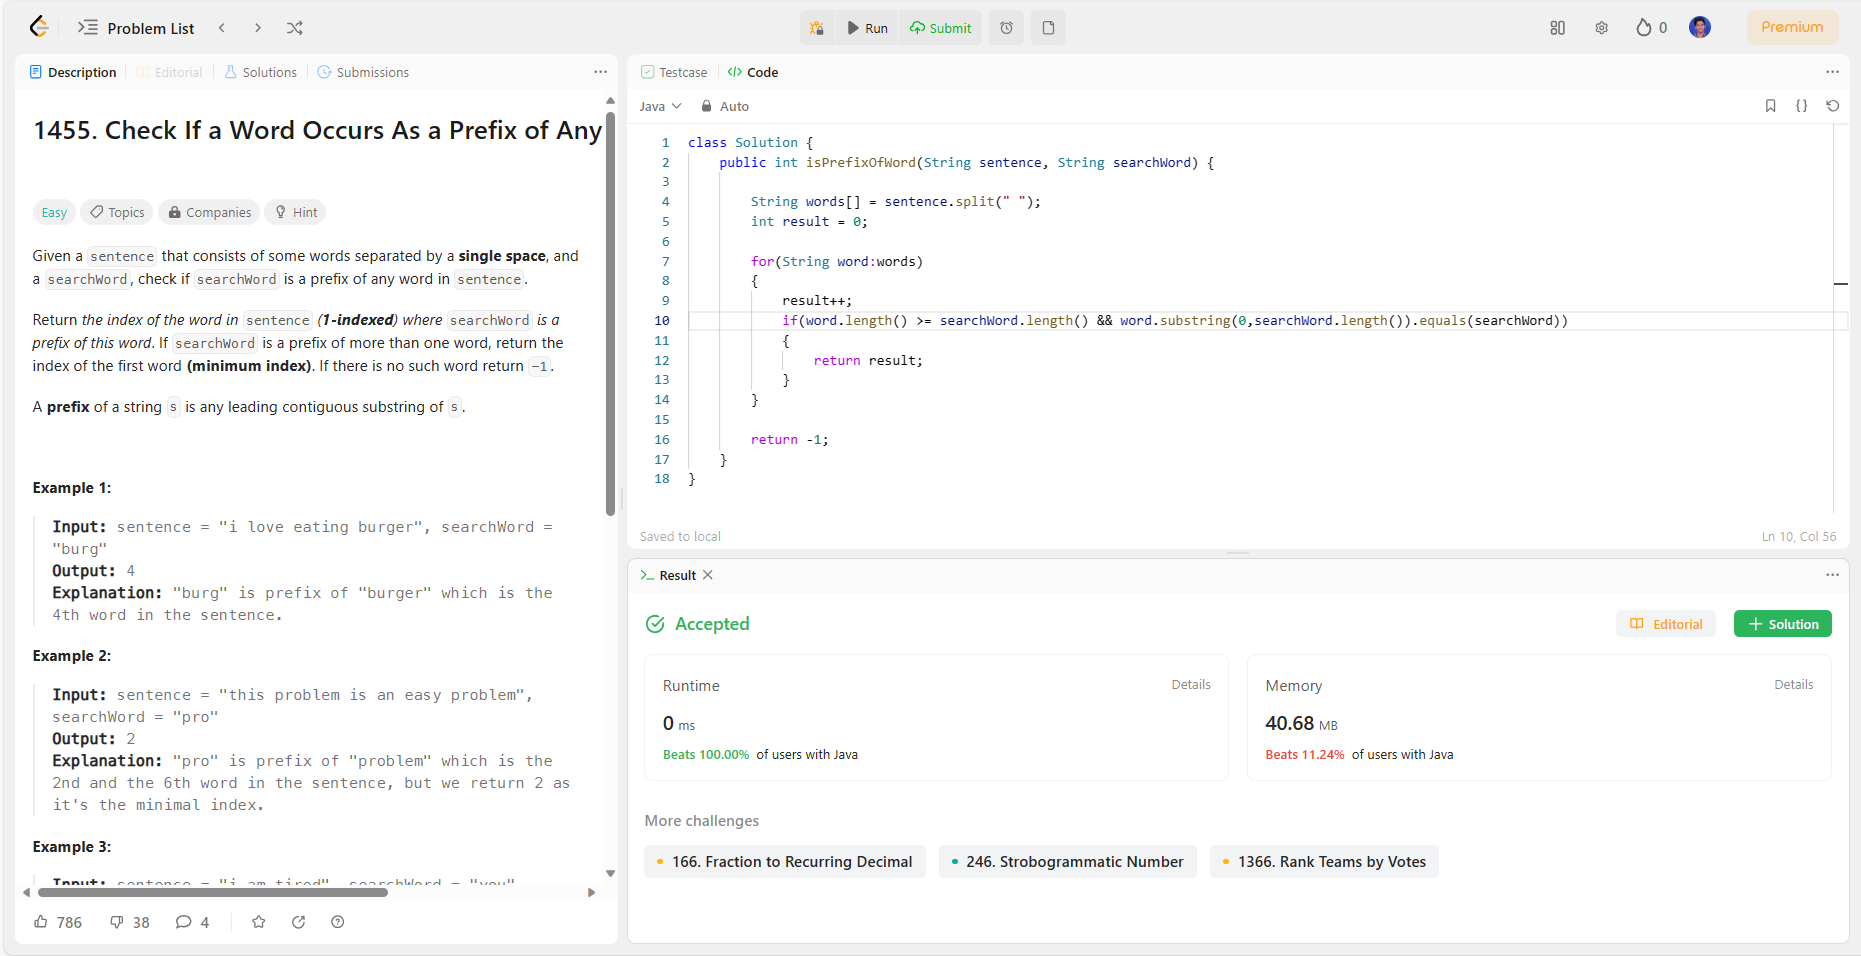 Problem List
Run
Submit
0
Premium
Description
Editorial
Solutions
Submissions
1455. Check If a Word Occurs As a Prefix of Any
Easy
Topics
Companies
Hint
Given a sentence that consists of some words separated by a single space, and
a searchWord, check if searchWord is a prefix of any word in sentence.
Return the index of the word in sentence (1-indexed) where searchWord is a
prefix of this word. If searchWord is a prefix of more than one word, return the
index of the first word (minimum index). If there is no such word return -1.
A prefix of a string s is any leading contiguous substring of s.
Example 1:
Input: sentence = "i love eating burger", searchWord =
"burg"
Output: 4
Explanation: "burg" is prefix of "burger" which is the
4th word in the sentence.
Example 2:
Input: sentence = "this problem is an easy problem",
searchWord = "pro"
Output: 2
Explanation: "pro" is prefix of "problem" which is the
2nd and the 6th word in the sentence, but we return 2 as
it's the minimal index.
Example 3:
Input: sentence = "i am tired", searchWord = "you"
786
38
4
Testcase
Code
Java
Auto
1 class Solution {
2 public int isPrefixOfWord(String sentence, String searchWord) {
3
4 String words[] = sentence.split(" ");
5 int result = 0;
6
7 for(String word:words)
8 {
9 result++;
10 if(word.length() >= searchWord.length() && word.substring(0,searchWord.length()).equals(searchWord))
11 {
12 return result;
13 }
14 }
15
16 return -1;
17 }
18 }
Saved to local
Ln 10, Col 56
Result
Accepted
Editorial
Solution
Runtime
Details
0 ms
Beats 100.00% of users with Java
Memory
Details
40.68 MB
Beats 11.24% of users with Java
More challenges
166. Fraction to Recurring Decimal
246. Strobogrammatic Number
1366. Rank Teams by Votes